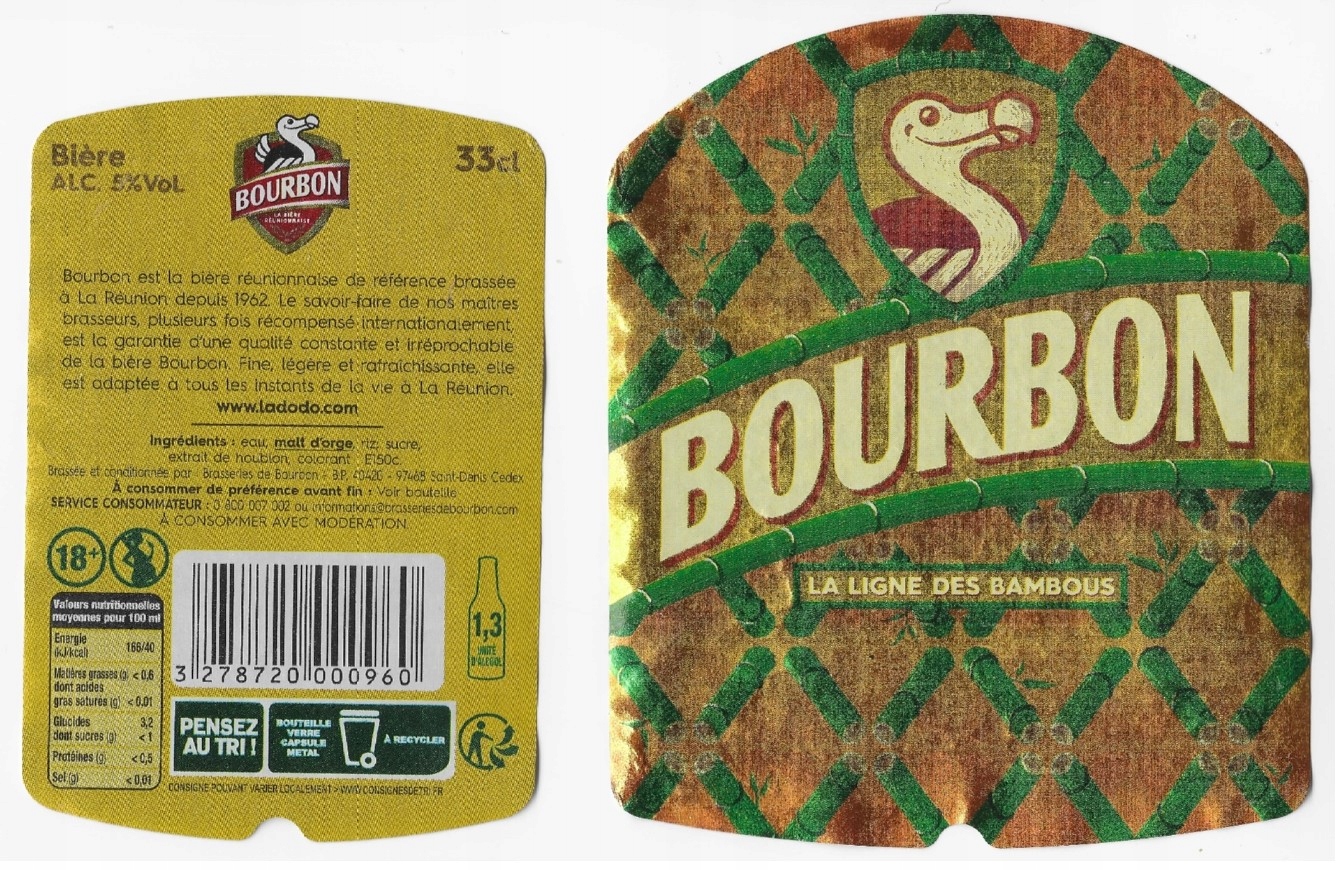 Bière
ALC. 5%Vol.
BOURBON
LA BIÈRE
RÉUNIONNAISE
33cl
Bourbon est la bière réunionnaise de référence brassée
à La Réunion depuis 1962. Le savoir-faire de nos maîtres
brasseurs, plusieurs fois récompensé internationalement,
est la garantie d'une qualité constante et irréprochable
de la bière Bourbon. Fine, légère et rafraîchissante, elle
est adaptée à tous les instants de la vie à La Réunion.
www.ladodo.com
Ingrédients : eau, malt d'orge, riz, sucre,
extrait de houblon, colorant : E150c.
Brassée et conditionnée par : Brasseries de Bourbon - B.P. 40420 - 97468 Saint-Denis Cedex
À consommer de préférence avant fin : Voir bouteille
SERVICE CONSOMMATEUR : 0 800 007 002 ou informations@brasseriesdebourbon.com
À CONSOMMER AVEC MODÉRATION.
18+
Valeurs nutritionnelles
moyennes pour 100 ml
Energie
(kJ/kcal) 166/40
Matières grasses (g) < 0,6
dont acides
gras saturés (g) < 0,01
Glucides 3,2
dont sucres (g) < 1
Protéines (g) < 0,5
Sel (g) < 0,01
3 278720 000960
1,3
UNITÉ
D'ALCOOL
PENSEZ
AU TRI !
BOUTEILLE
VERRE
CAPSULE
MÉTAL
À RECYCLER
CONSIGNE POUVANT VARIER LOCALEMENT > WWW.CONSIGNESDETRI.FR
BOURBON
LA LIGNE DES BAMBOUS